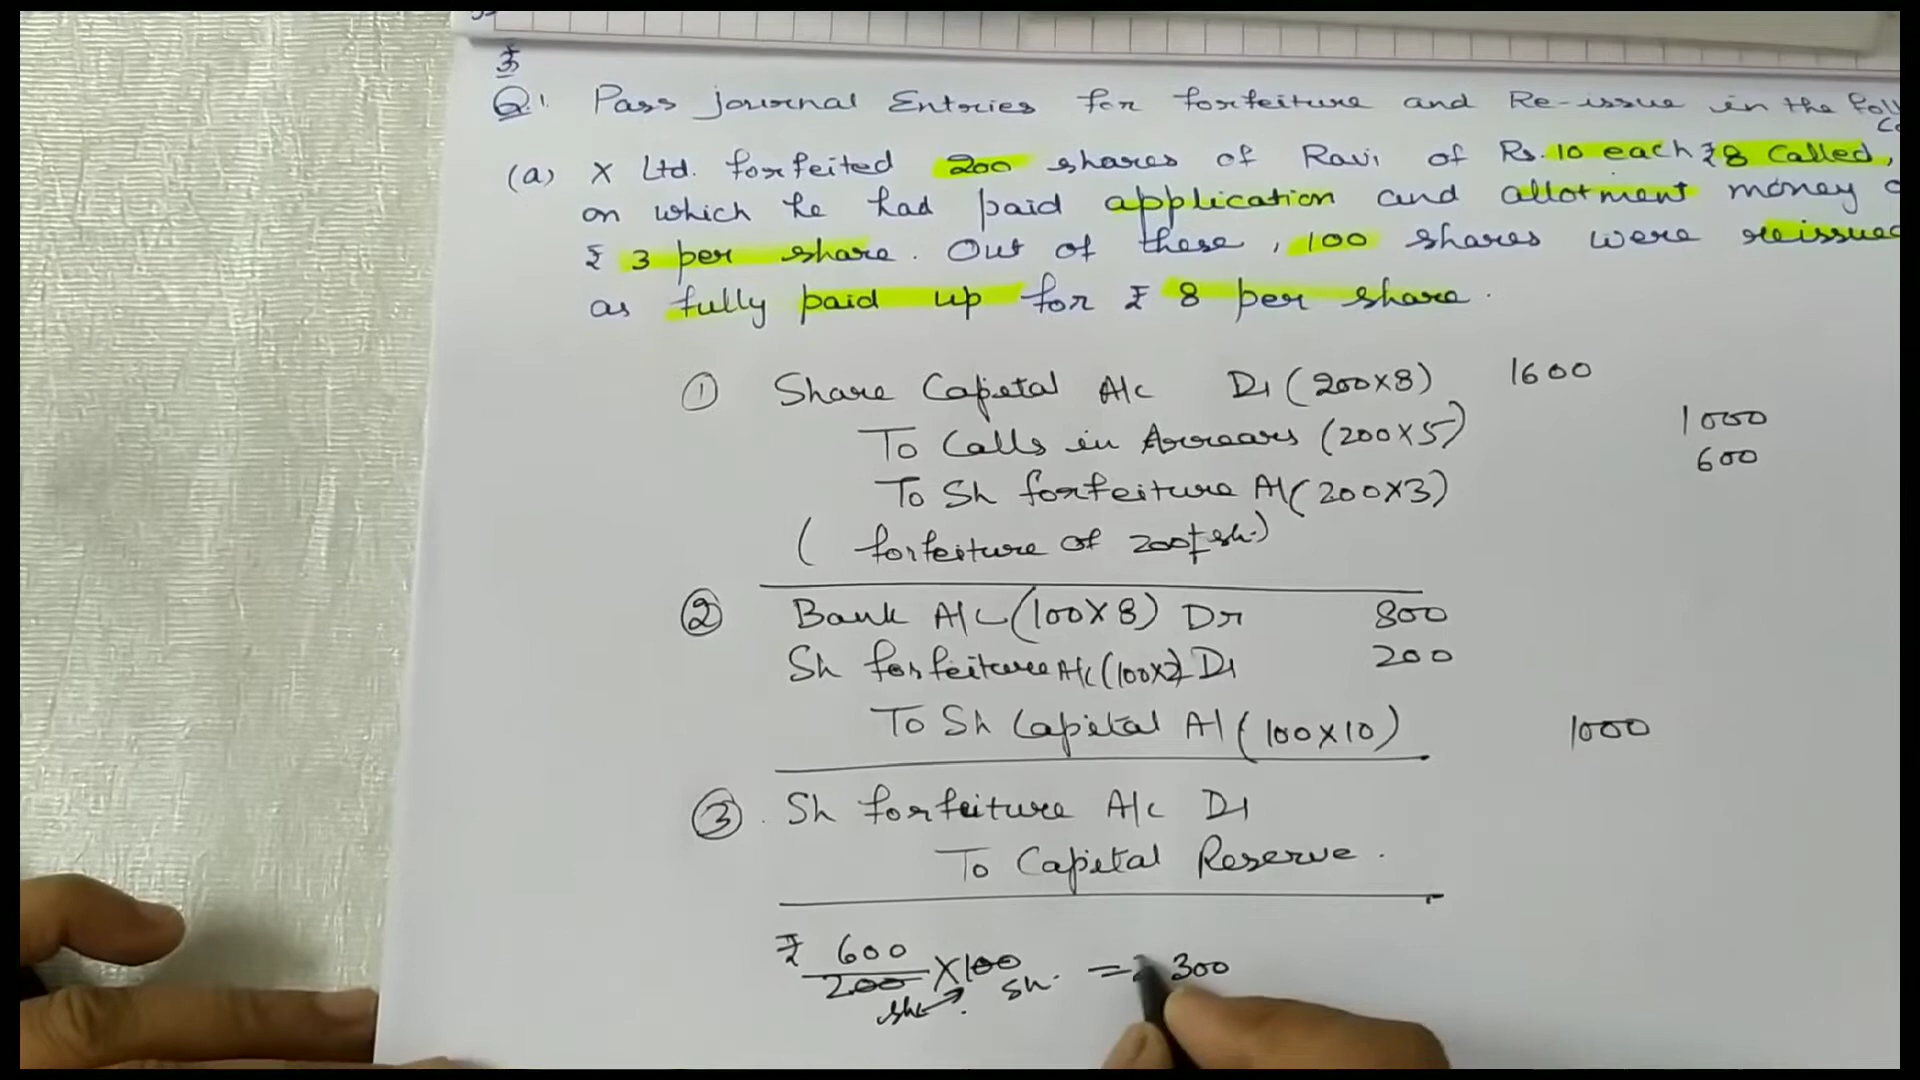 Q.1. Pass journal Entries for forfeiture and Re-issue in the foll
(a) X Ltd. forfeited 200 shares of Ravi of Rs. 10 each ₹8 called,
on which he had paid application and allotment money
₹ 3 per share. Out of these, 100 shares were reissued
as fully paid up for ₹ 8 per share.
① Share Capital A/c Dr (200×8) 1600
To Calls in Arrears (200×5) 1000
To Sh forfeiture A/ (200×3) 600
( forfeiture of 200 sh.)
② Bank A/C (100×8) Dr 800
Sh forfeiture A/c (100×2) Dr 200
To Sh Capital A/ (100×10) 1000
③ Sh forfeiture A/c Dr
To Capital Reserve.
₹ 600
200 ×100 = 300
sh sh.